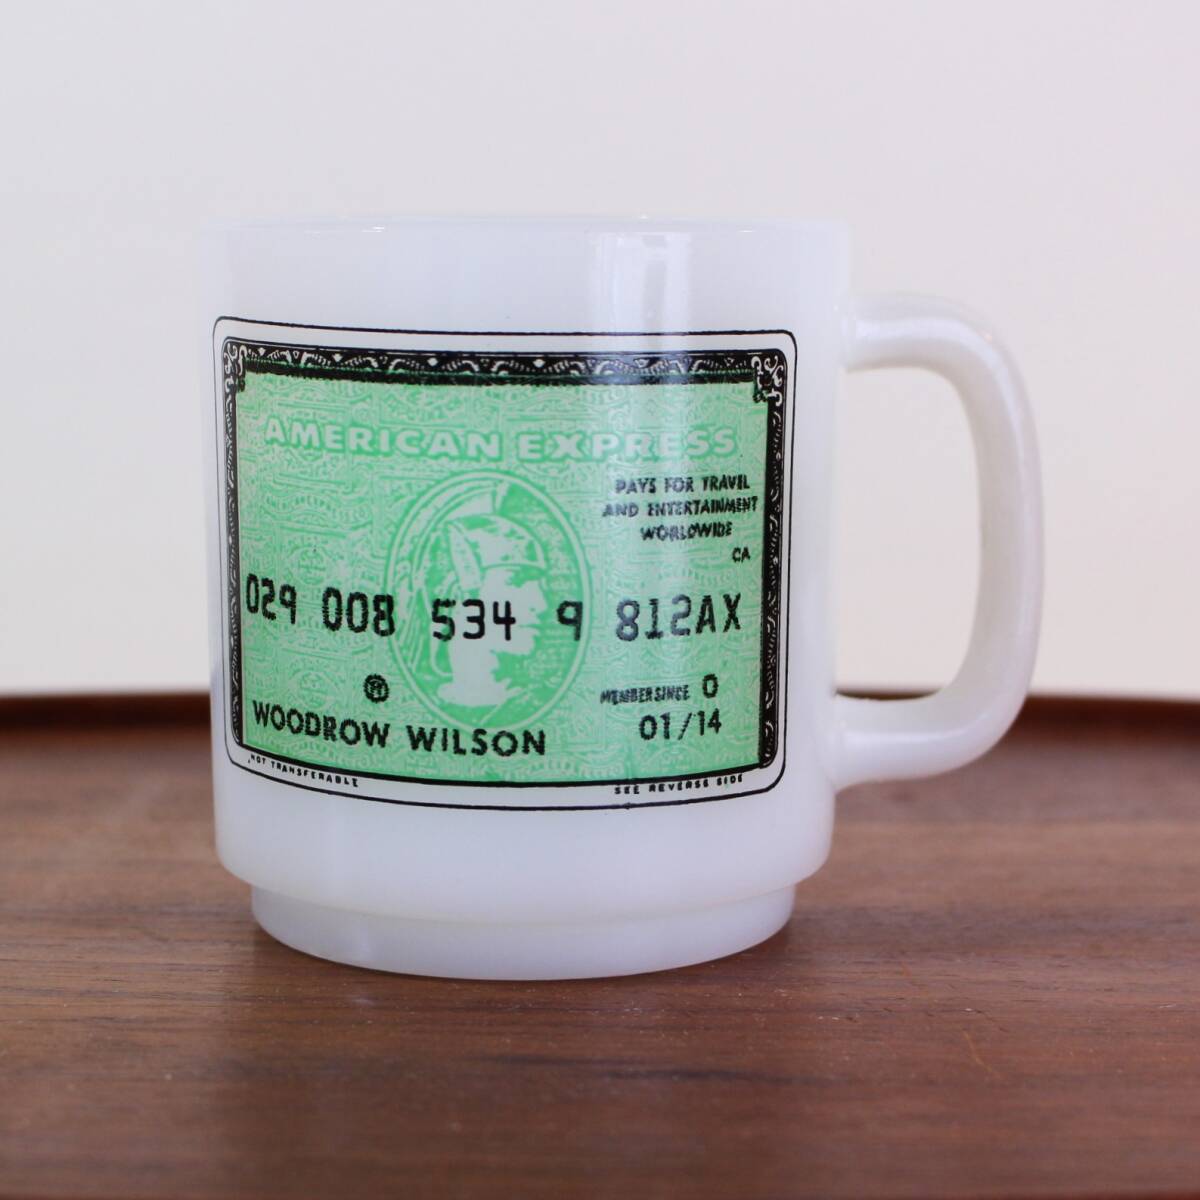 AMERICAN EXPRESS
PAYS FOR TRAVEL
AND ENTERTAINMENT
WORLDWIDE
CA
029 008 534 9 812AX
MEMBER SINCE 0
01/14
WOODROW WILSON
NOT TRANSFERABLE
SEE REVERSE SIDE